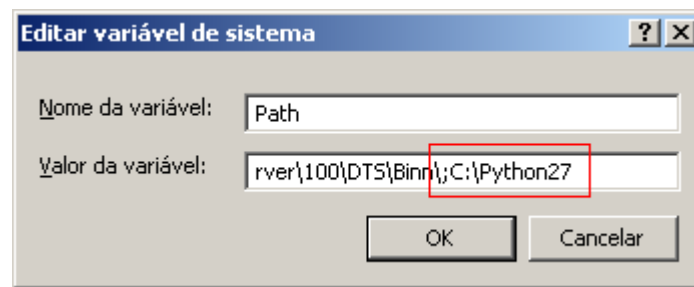 Editar variável de sistema
Nome da variável: Path
Valor da variável: rver\100\DTS\Binn\;C:\Python27
OK Cancelar